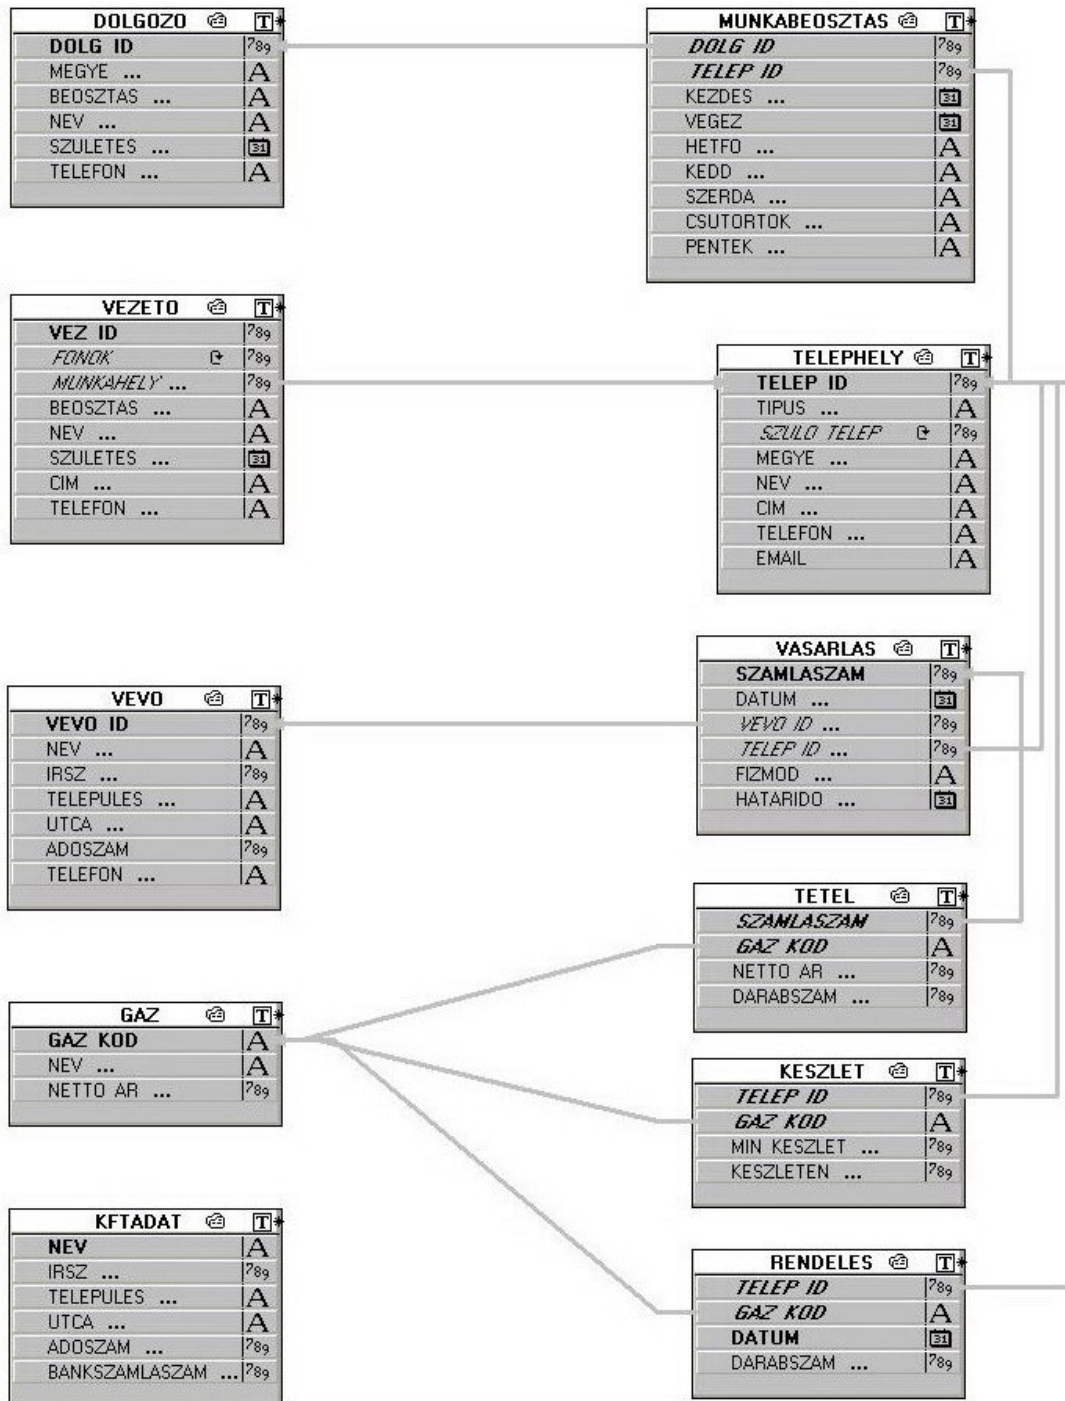 DOLGOZO
DOLG ID
MEGYE ...
BEOSZTAS ...
NEV ...
SZULETES ...
TELEFON ...
MUNKABEOSZTAS
DOLG ID
TELEP ID
KEZDES ...
VEGEZ
HETFO ...
KEDD ...
SZERDA ...
CSUTORTOK ...
PENTEK ...
VEZETO
VEZ ID
FONOK
MUNKAHELY ...
BEOSZTAS ...
NEV ...
SZULETES ...
CIM ...
TELEFON ...
TELEPHELY
TELEP ID
TIPUS ...
SZULO TELEP
MEGYE ...
NEV ...
CIM ...
TELEFON ...
EMAIL
VEVO
VEVO ID
NEV ...
IRSZ ...
TELEPULES ...
UTCA ...
ADOSZAM
TELEFON ...
VASARLAS
SZAMLASZAM
DATUM ...
VEVO ID ...
TELEP ID ...
FIZMOD ...
HATARIDO ...
TETEL
SZAMLASZAM
GAZ KOD
NETTO AR ...
DARABSZAM ...
GAZ
GAZ KOD
NEV ...
NETTO AR ...
KESZLET
TELEP ID
GAZ KOD
MIN KESZLET ...
KESZLETEN ...
KFTADAT
NEV
IRSZ ...
TELEPULES ...
UTCA ...
ADOSZAM ...
BANKSZAMLASZAM ...
RENDELES
TELEP ID
GAZ KOD
DATUM
DARABSZAM ...